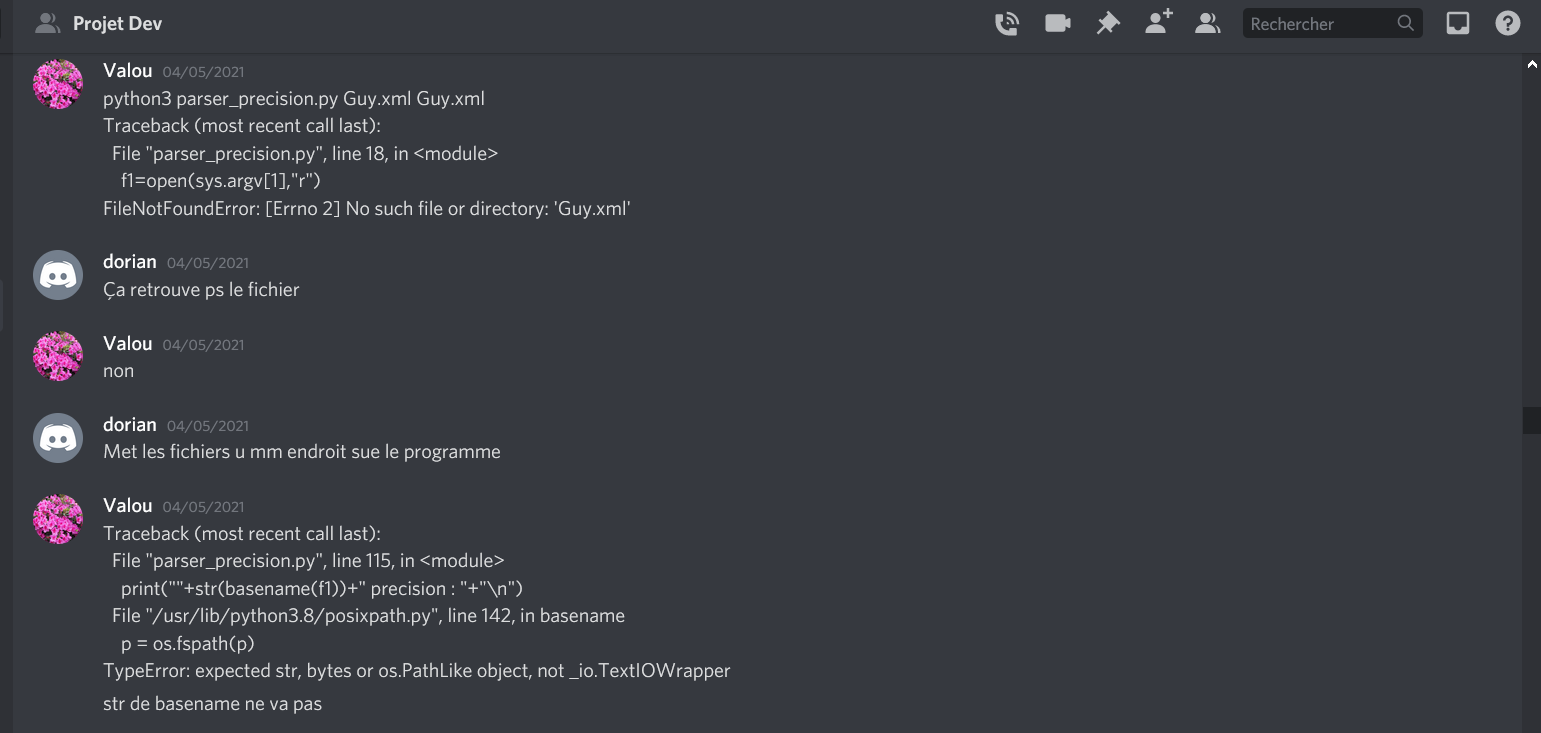 Projet Dev
Rechercher
Valou 04/05/2021
python3 parser_precision.py Guy.xml Guy.xml
Traceback (most recent call last):
File "parser_precision.py", line 18, in <module>
f1=open(sys.argv[1],"r")
FileNotFoundError: [Errno 2] No such file or directory: 'Guy.xml'
dorian 04/05/2021
Ça retrouve ps le fichier
Valou 04/05/2021
non
dorian 04/05/2021
Met les fichiers u mm endroit sue le programme
Valou 04/05/2021
Traceback (most recent call last):
File "parser_precision.py", line 115, in <module>
print(""+str(basename(f1))+" precision : "+"\n")
File "/usr/lib/python3.8/posixpath.py", line 142, in basename
p = os.fspath(p)
TypeError: expected str, bytes or os.PathLike object, not _io.TextIOWrapper
str de basename ne va pas